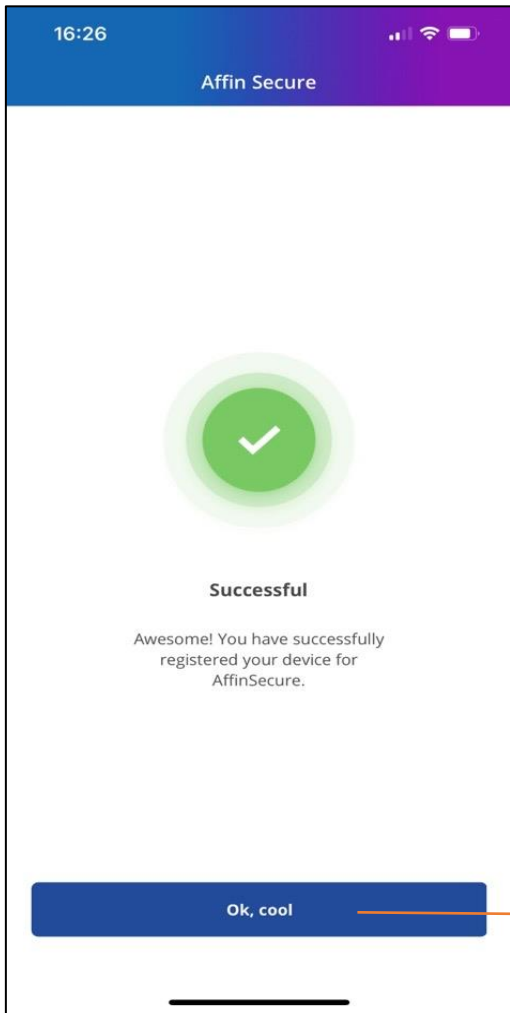 16:26
Affin Secure
Successful
Awesome! You have successfully
registered your device for
AffinSecure.
Ok, cool